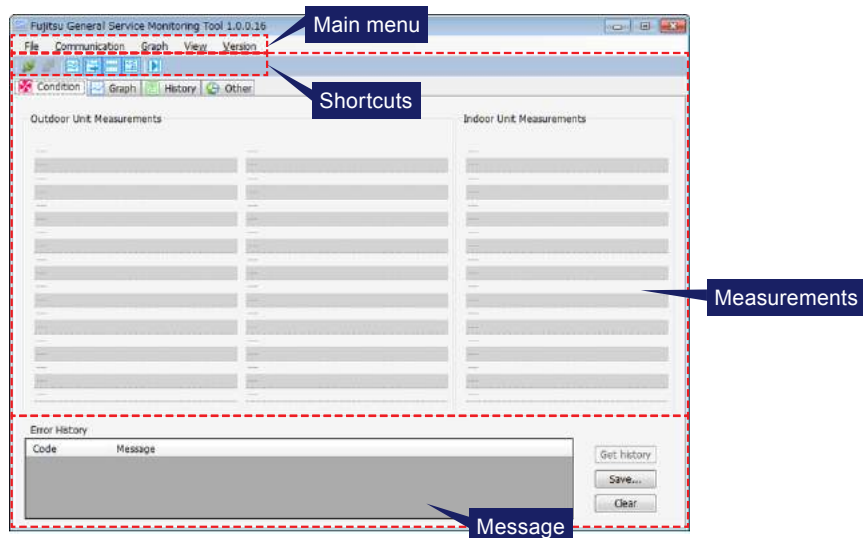 Fujitsu General Service Monitoring Tool 1.0.0.16
Main menu
File Communication Graph View Version
Shortcuts
Condition Graph History Other
Outdoor Unit Measurements
Indoor Unit Measurements
Measurements
Error History
Code Message
Get history
Save...
Clear
Message